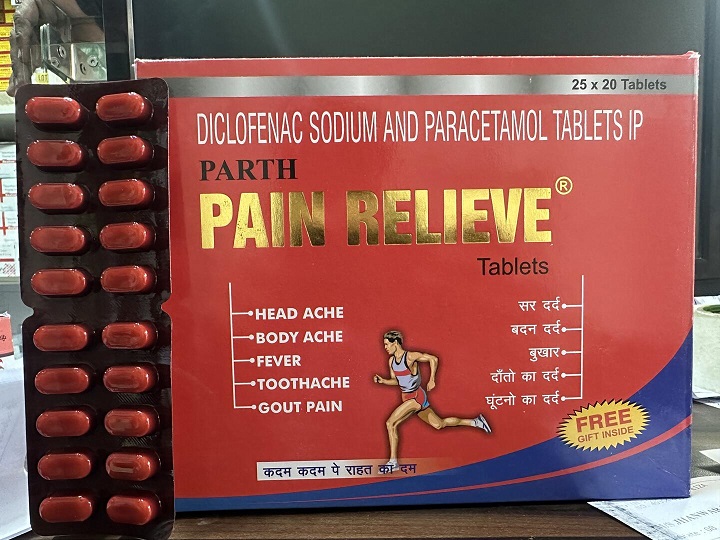 25 x 20 Tablets
DICLOFENAC SODIUM AND PARACETAMOL TABLETS IP
PARTH
PAIN RELIEVE®
Tablets
HEAD ACHE
BODY ACHE
FEVER
TOOTHACHE
GOUT PAIN
सर दर्द
बदन दर्द
बुखार
दाँतो का दर्द
घूंटनो का दर्द
FREE
GIFT INSIDE
कदम कदम पे राहत का दम